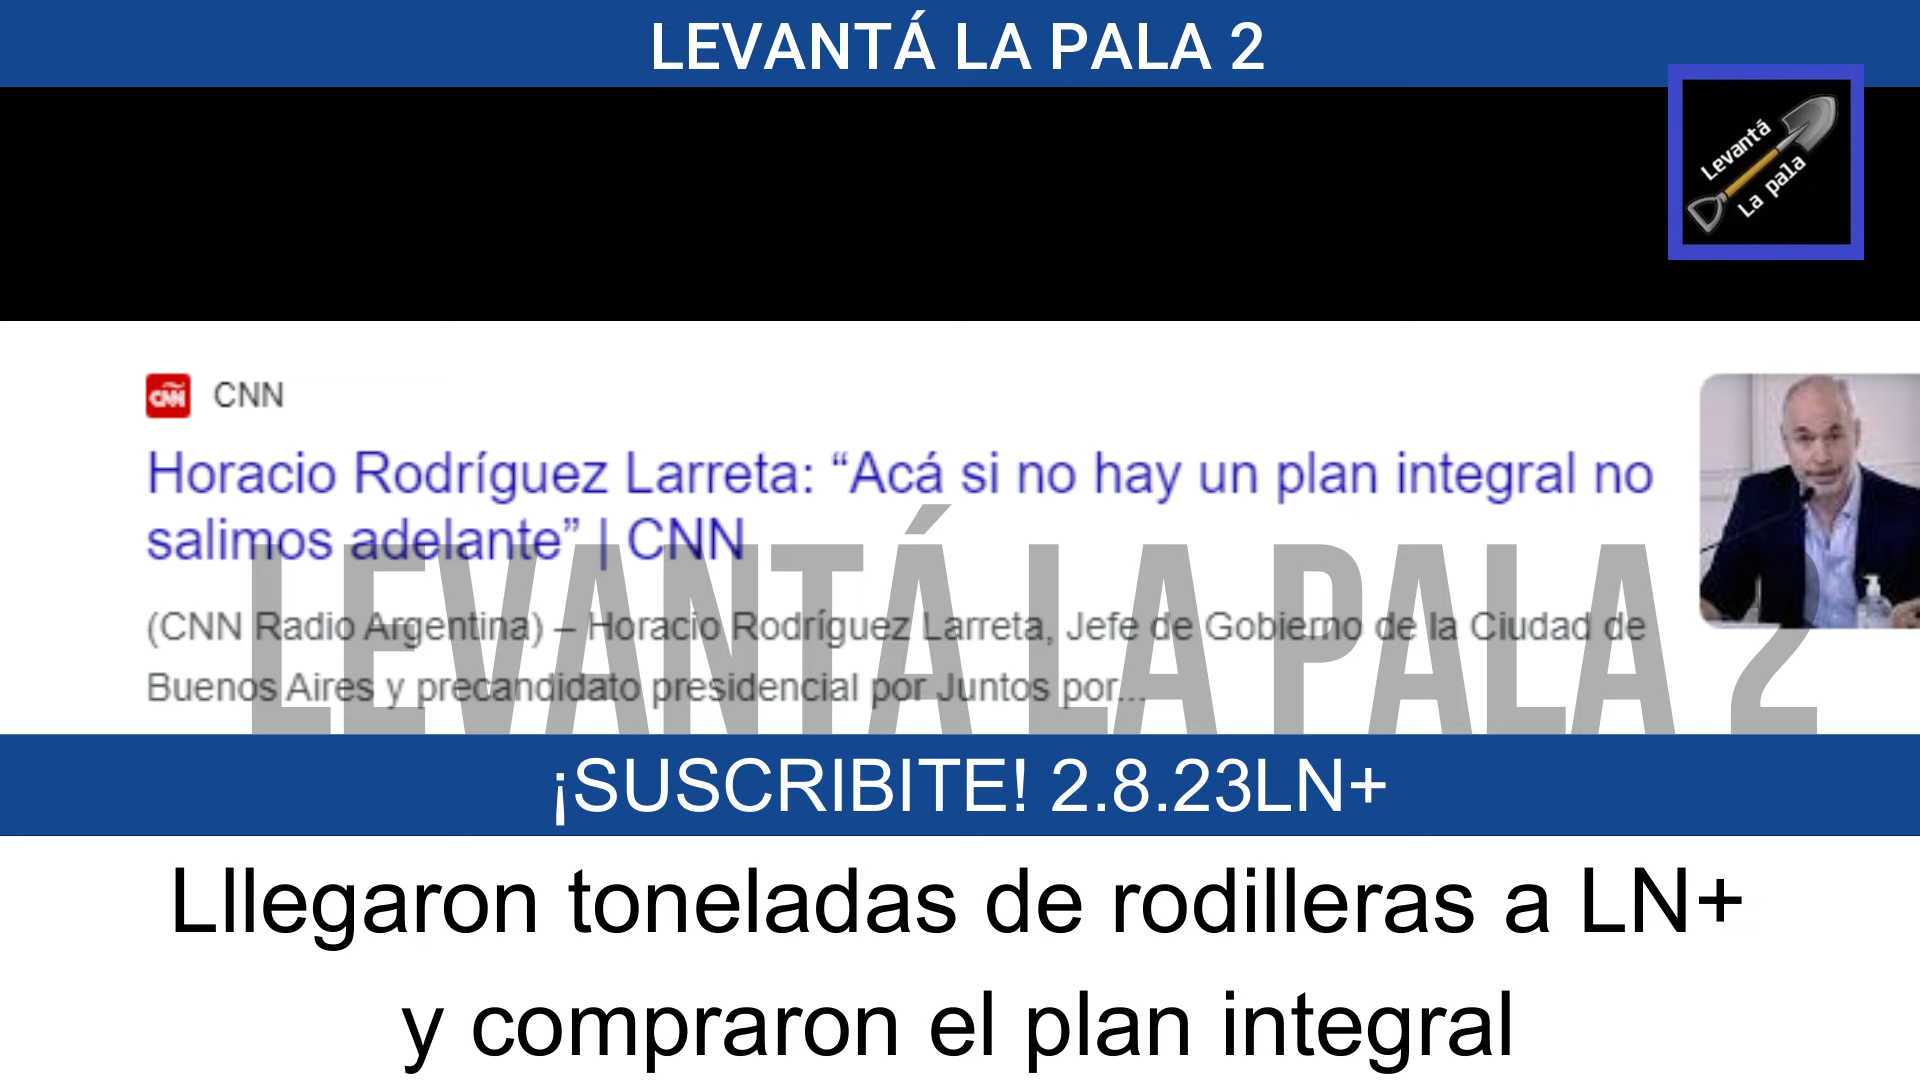 LEVANTÁ LA PALA 2
Levantá
La pala
CNN
CNN
Horacio Rodríguez Larreta: “Acá si no hay un plan integral no
salimos adelante” | CNN
(CNN Radio Argentina) – Horacio Rodríguez Larreta, Jefe de Gobierno de la Ciudad de
Buenos Aires y precandidato presidencial por Juntos por...
LEVANTÁ LA PALA 2
¡SUSCRIBITE! 2.8.23LN+
Lllegaron toneladas de rodilleras a LN+
y compraron el plan integral